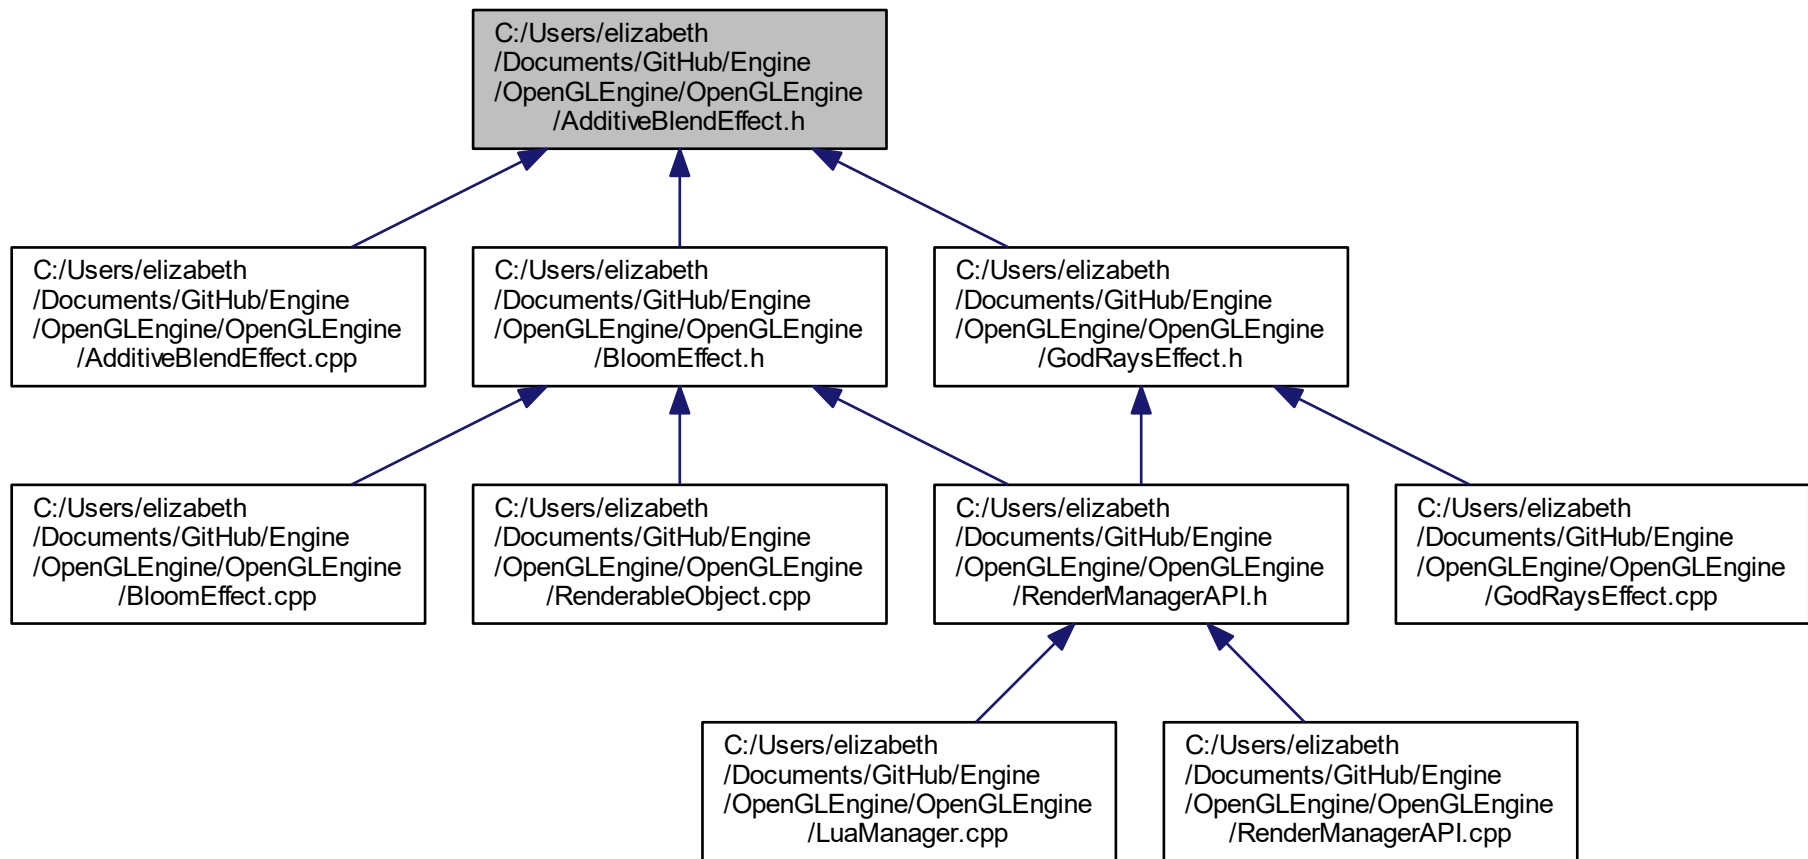 C:/Users/elizabeth
/Documents/GitHub/Engine
/OpenGLEngine/OpenGLEngine
/AdditiveBlendEffect.h
C:/Users/elizabeth
/Documents/GitHub/Engine
/OpenGLEngine/OpenGLEngine
/AdditiveBlendEffect.cpp
C:/Users/elizabeth
/Documents/GitHub/Engine
/OpenGLEngine/OpenGLEngine
/BloomEffect.h
C:/Users/elizabeth
/Documents/GitHub/Engine
/OpenGLEngine/OpenGLEngine
/GodRaysEffect.h
C:/Users/elizabeth
/Documents/GitHub/Engine
/OpenGLEngine/OpenGLEngine
/BloomEffect.cpp
C:/Users/elizabeth
/Documents/GitHub/Engine
/OpenGLEngine/OpenGLEngine
/RenderableObject.cpp
C:/Users/elizabeth
/Documents/GitHub/Engine
/OpenGLEngine/OpenGLEngine
/RenderManagerAPI.h
C:/Users/elizabeth
/Documents/GitHub/Engine
/OpenGLEngine/OpenGLEngine
/GodRaysEffect.cpp
C:/Users/elizabeth
/Documents/GitHub/Engine
/OpenGLEngine/OpenGLEngine
/LuaManager.cpp
C:/Users/elizabeth
/Documents/GitHub/Engine
/OpenGLEngine/OpenGLEngine
/RenderManagerAPI.cpp